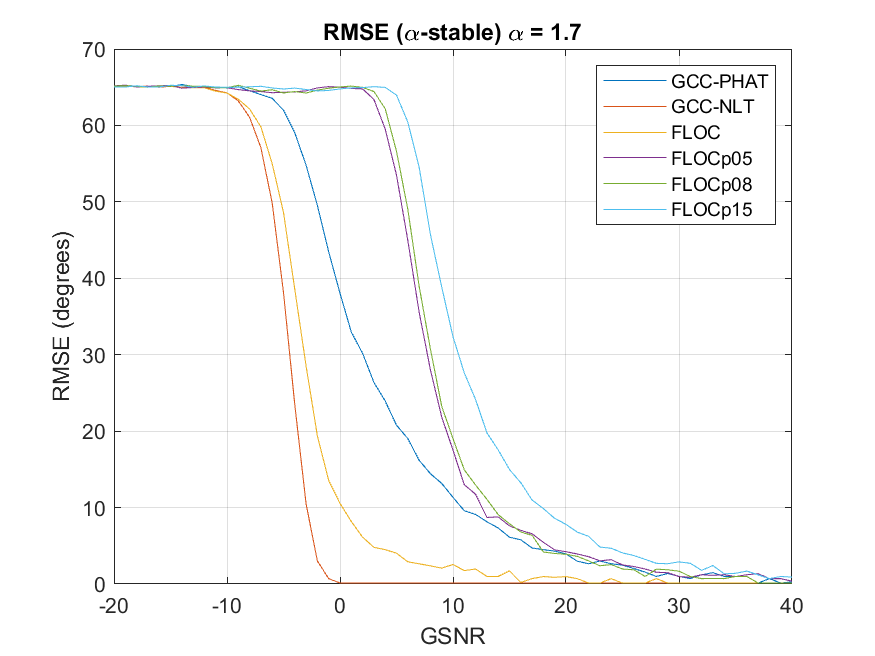 RMSE (α-stable) α = 1.7
70
60
50
40
30
20
10
0
-20
-10
0
10
20
30
40
RMSE (degrees)
GSNR
GCC-PHAT
GCC-NLT
FLOC
FLOCp05
FLOCp08
FLOCp15